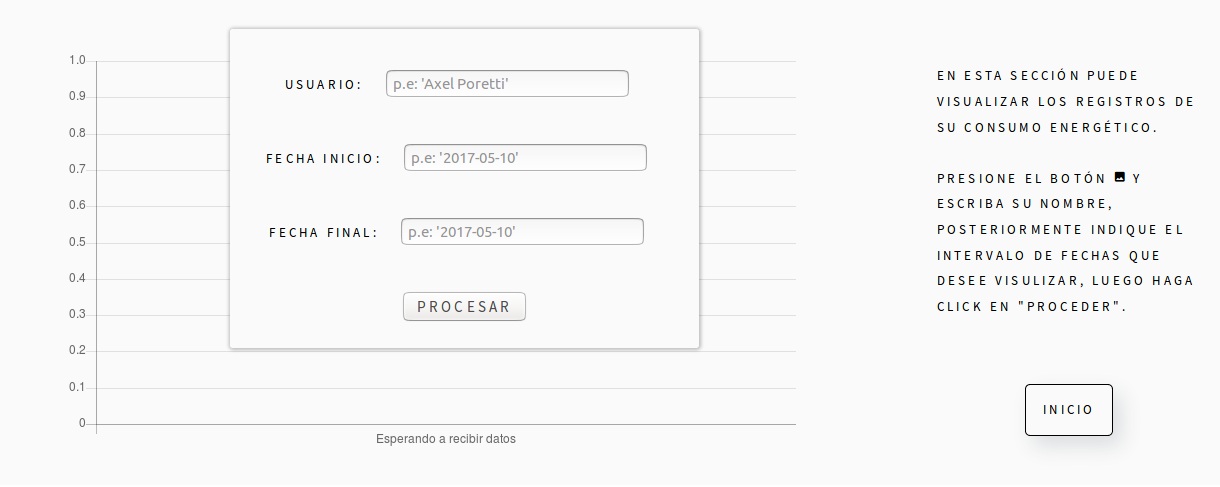 1.0
0.9
0.8
0.7
0.6
0.5
0.4
0.3
0.2
0.1
0
Esperando a recibir datos
USUARIO: p.e: 'Axel Poretti'
FECHA INICIO: p.e: '2017-05-10'
FECHA FINAL: p.e: '2017-05-10'
PROCESAR
EN ESTA SECCIÓN PUEDE
VISUALIZAR LOS REGISTROS DE
SU CONSUMO ENERGÉTICO.
PRESIONE EL BOTÓN Y
ESCRIBA SU NOMBRE,
POSTERIORMENTE INDIQUE EL
INTERVALO DE FECHAS QUE
DESEE VISULIZAR, LUEGO HAGA
CLICK EN "PROCEDER".
INICIO